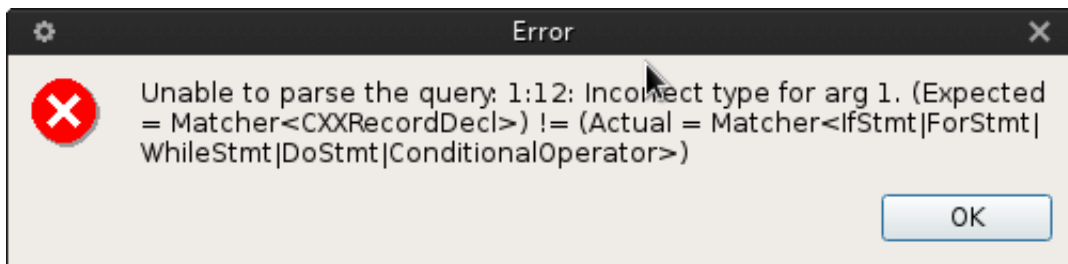 Error
Unable to parse the query: 1:12: Incorrect type for arg 1. (Expected
= Matcher<CXXRecordDecl>) != (Actual = Matcher<IfStmt|ForStmt|
WhileStmt|DoStmt|ConditionalOperator>)
OK